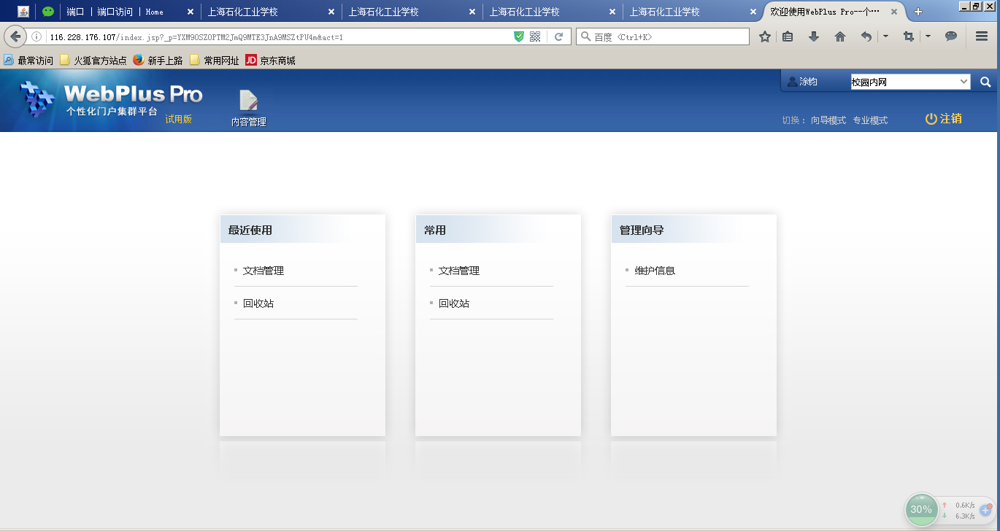 端口 | 端口访问 | Home
上海石化工业学校
上海石化工业学校
上海石化工业学校
上海石化工业学校
欢迎使用WebPlus Pro--个···
116.228.176.107/index.jsp?_p=YXM9OSZOPTM2JmQ9MTE3JnA9MSZtPU4m&act=1
百度 <Ctrl+K>
最常访问
火狐官方站点
新手上路
常用网址
JD 京东商城
WebPlus Pro
个性化门户集群平台
试用版
内容管理
涂钧
校园内网
切换： 向导模式 专业模式
注销
最近使用
文档管理
回收站
常用
文档管理
回收站
管理向导
维护信息
30%
0.6K/s
6.3K/s